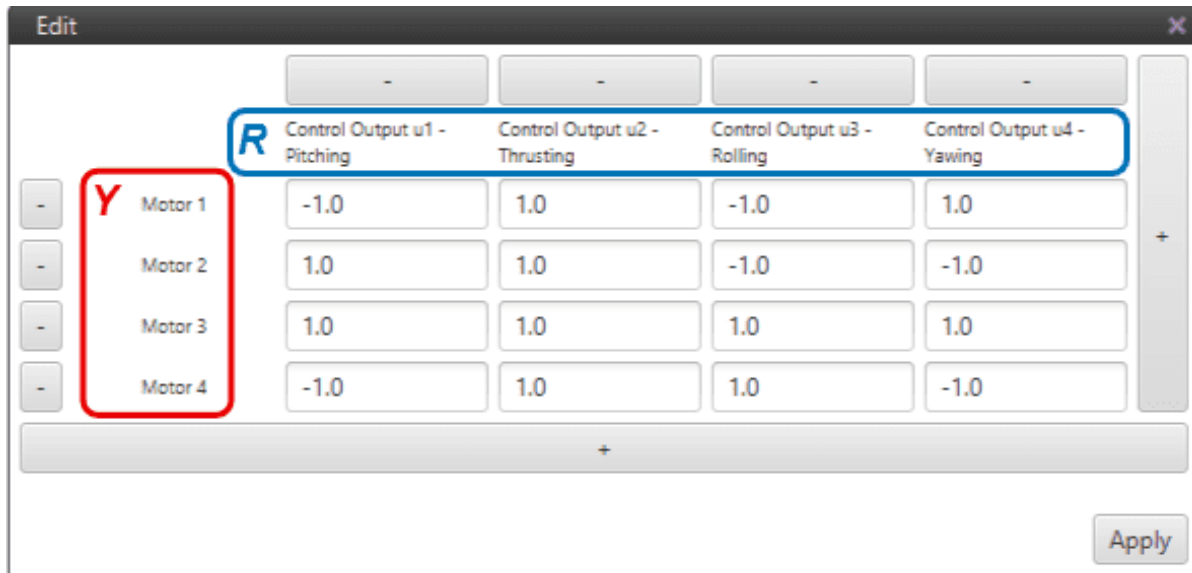 Edit ×
- - - -
R Control Output u1 - Control Output u2 - Control Output u3 - Control Output u4 -
Pitching Thrusting Rolling Yawing
- Y Motor 1 -1.0 1.0 -1.0 1.0
+
- Motor 2 1.0 1.0 -1.0 -1.0
- Motor 3 1.0 1.0 1.0 1.0
- Motor 4 -1.0 1.0 1.0 -1.0
+
Apply